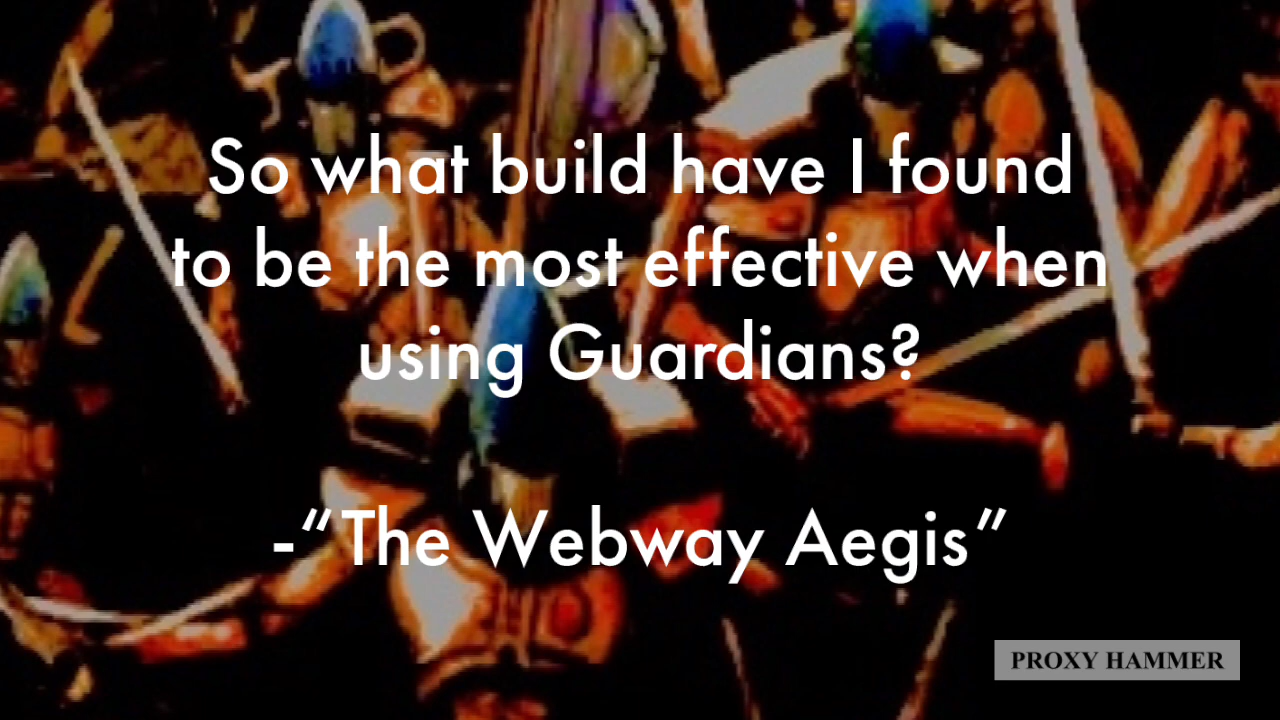 So what build have I found
to be the most effective when
using Guardians?
-“The Webway Aegis”
PROXY HAMMER